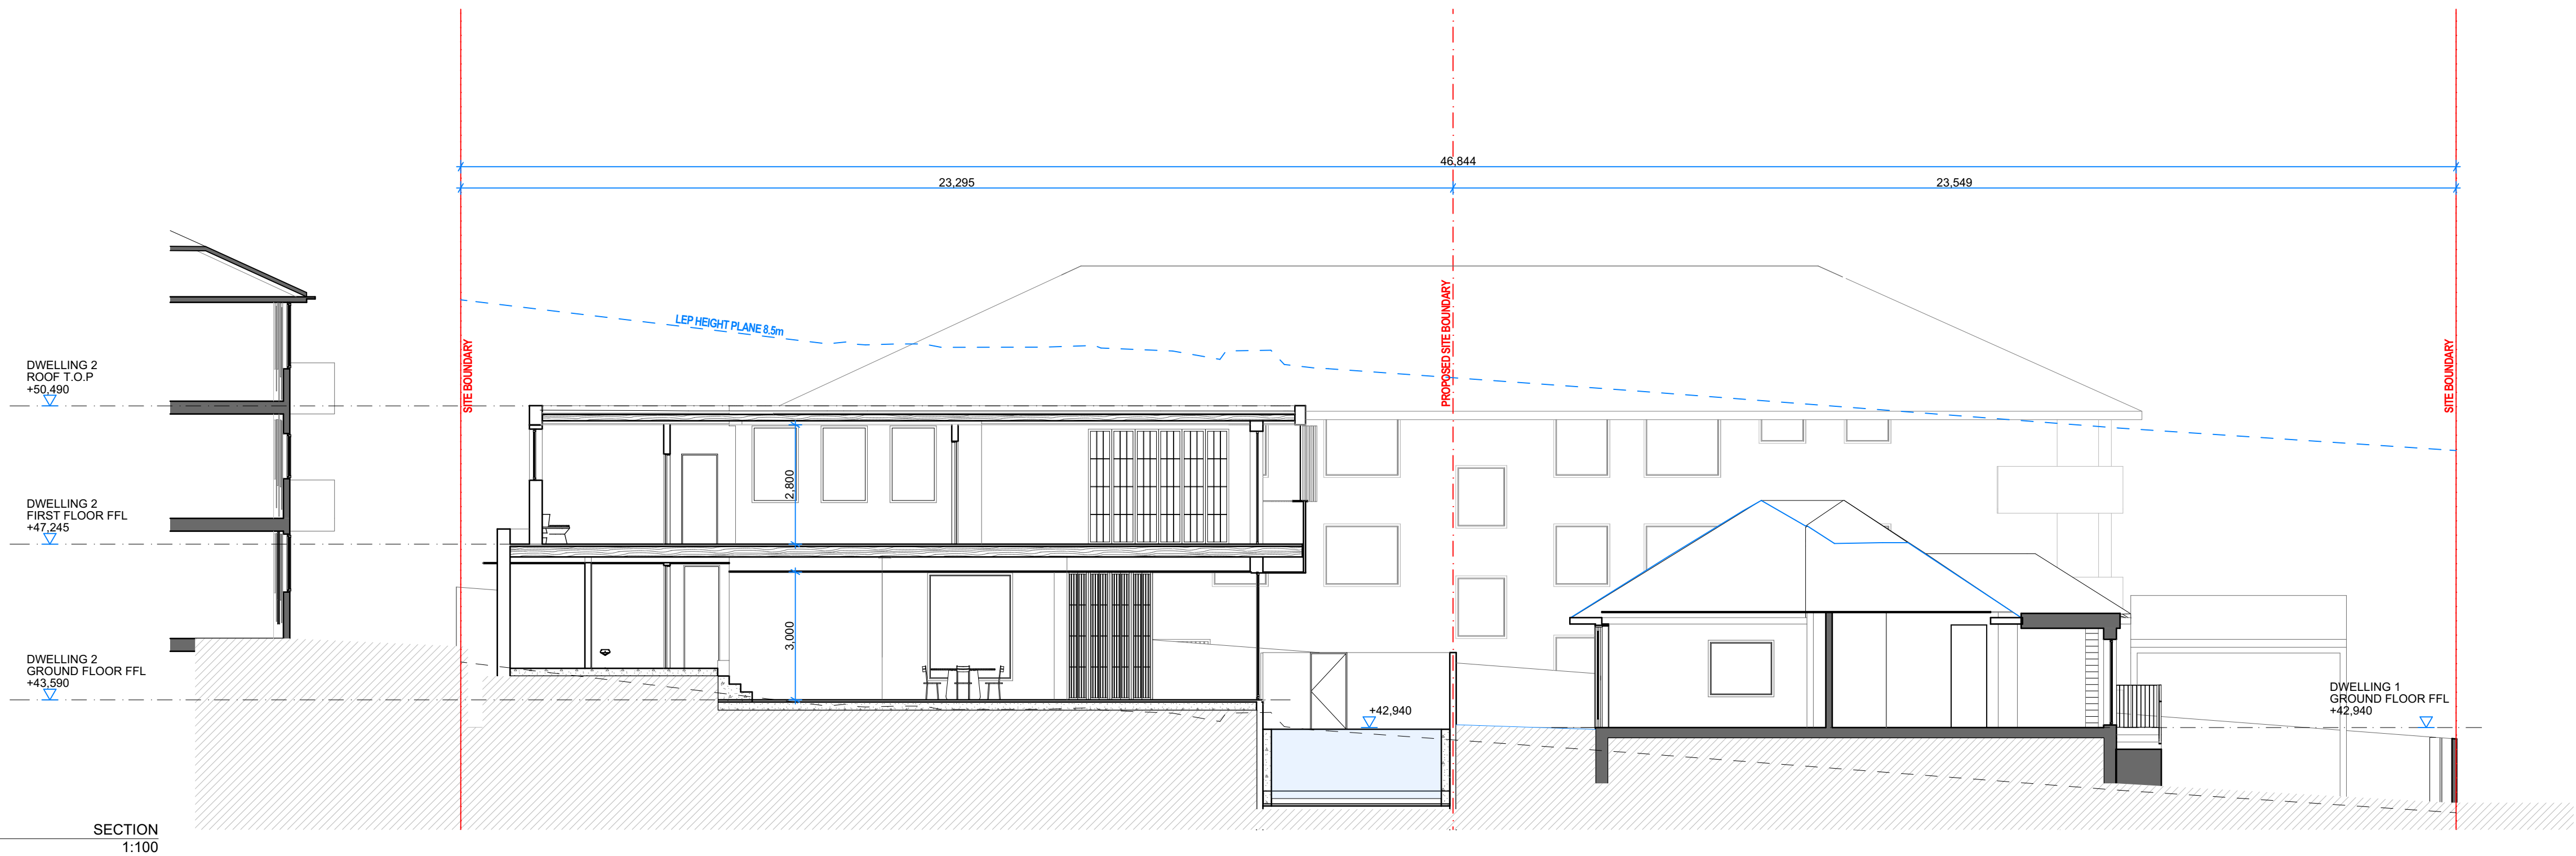 46,844
23,295
23,549
LEP HEIGHT PLANE 8.5m
SITE BOUNDARY
PROPOSED SITE BOUNDARY
SITE BOUNDARY
DWELLING 2
ROOF T.O.P
+50,490
2,800
DWELLING 2
FIRST FLOOR FFL
+47,245
3,000
DWELLING 2
GROUND FLOOR FFL
+43,590
+42,940
DWELLING 1
GROUND FLOOR FFL
+42,940
SECTION
1:100